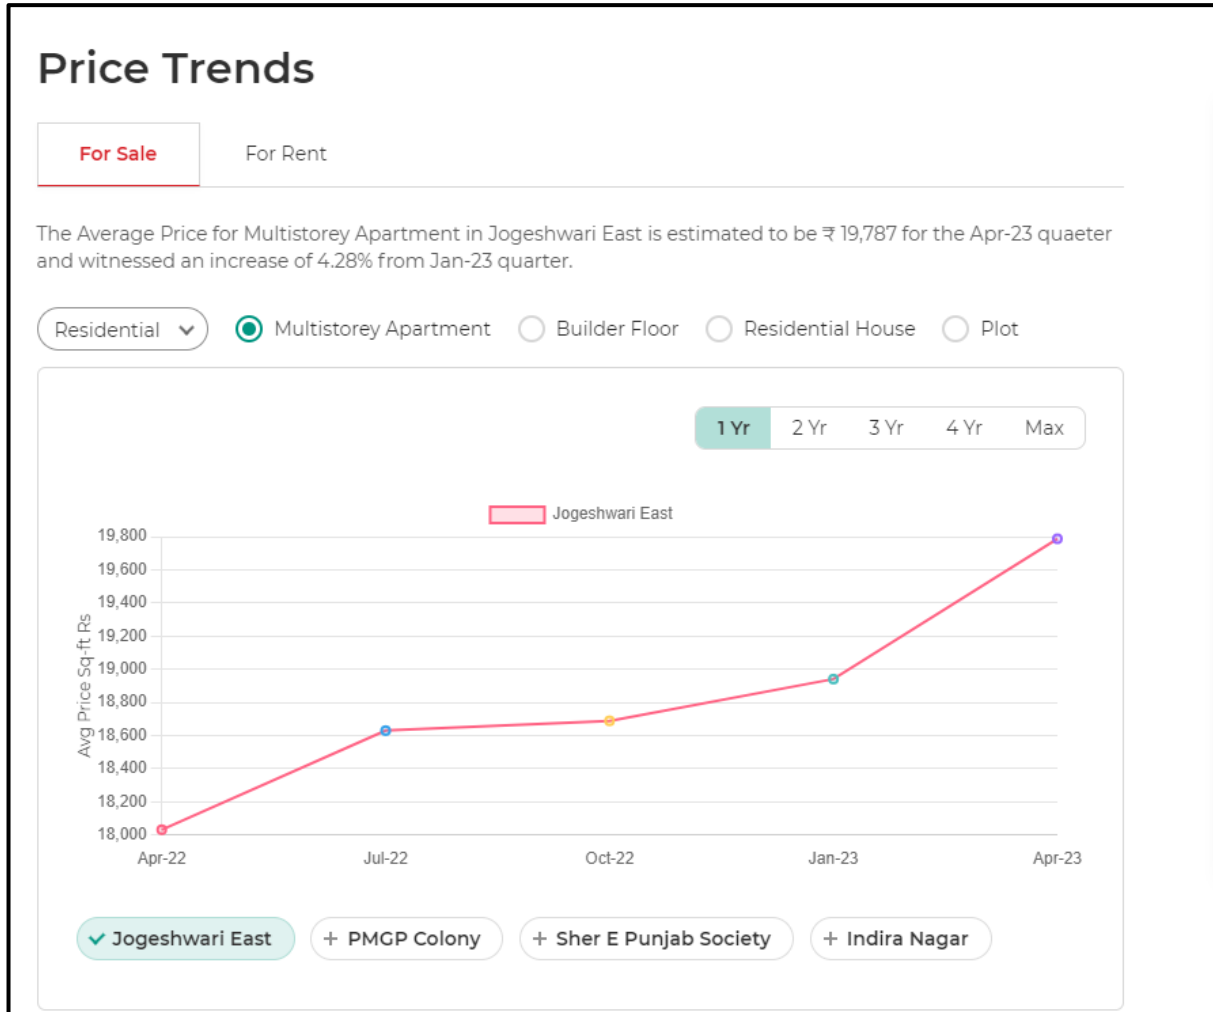 Price Trends
For Sale For Rent
The Average Price for Multistorey Apartment in Jogeshwari East is estimated to be ₹ 19,787 for the Apr-23 quaeter
and witnessed an increase of 4.28% from Jan-23 quarter.
Residential Multistorey Apartment Builder Floor Residential House Plot
1 Yr 2 Yr 3 Yr 4 Yr Max
Jogeshwari East
Avg Price Sq-ft Rs
19,800
19,600
19,400
19,200
19,000
18,800
18,600
18,400
18,200
18,000
Apr-22 Jul-22 Oct-22 Jan-23 Apr-23
Jogeshwari East + PMGP Colony + Sher E Punjab Society + Indira Nagar